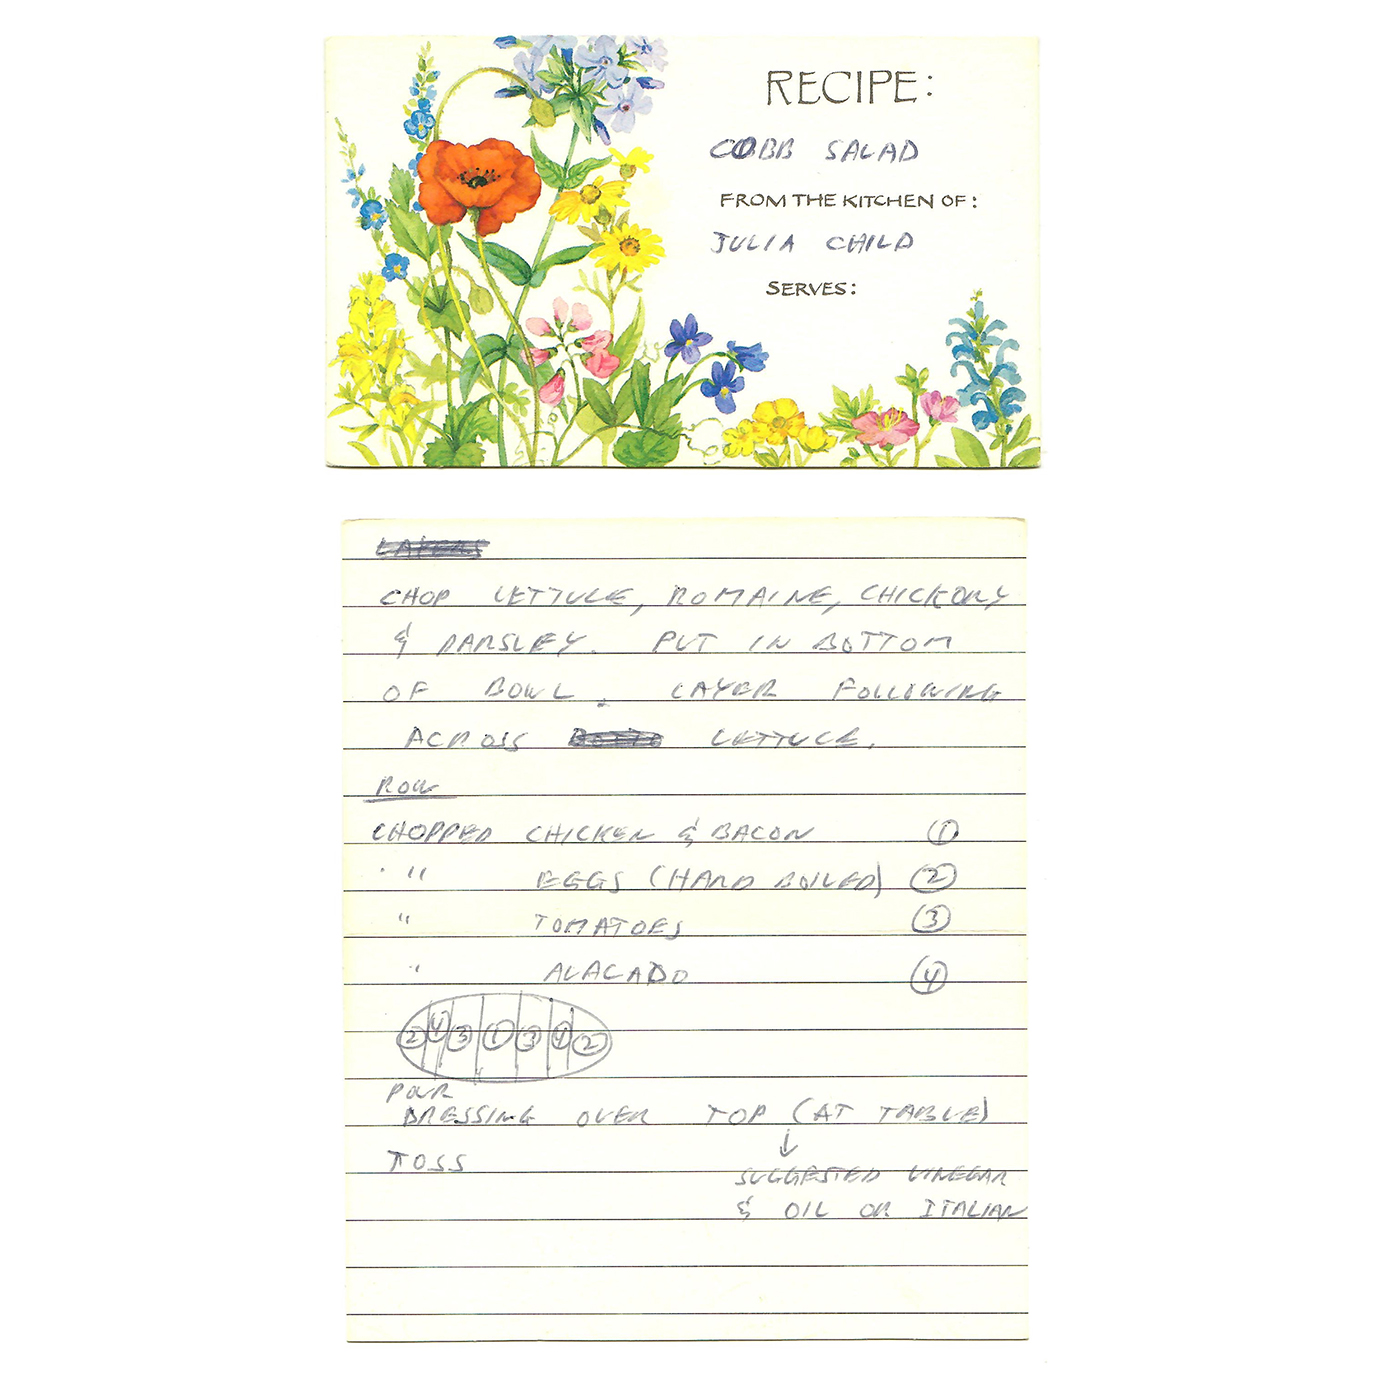 RECIPE:
COBB SALAD
FROM THE KITCHEN OF:
JULIA CHILD
SERVES:
LAYERS
CHOP LETTUCE, ROMAINE, CHICKORY
& PARSLEY. PUT IN BOTTOM
OF BOWL. LAYER FOLLOWING
ACROSS LETTUCE.
ROW
CHOPPED CHICKEN & BACON ①
" EGGS (HARD BOILED) ②
" TOMATOES ③
" AVACADO ④
② ④ ③ ① ③ ④ ②
POUR
DRESSING OVER TOP (AT TABLE)
↓
TOSS
SUGGESTED VINEGAR
& OIL OR ITALIAN